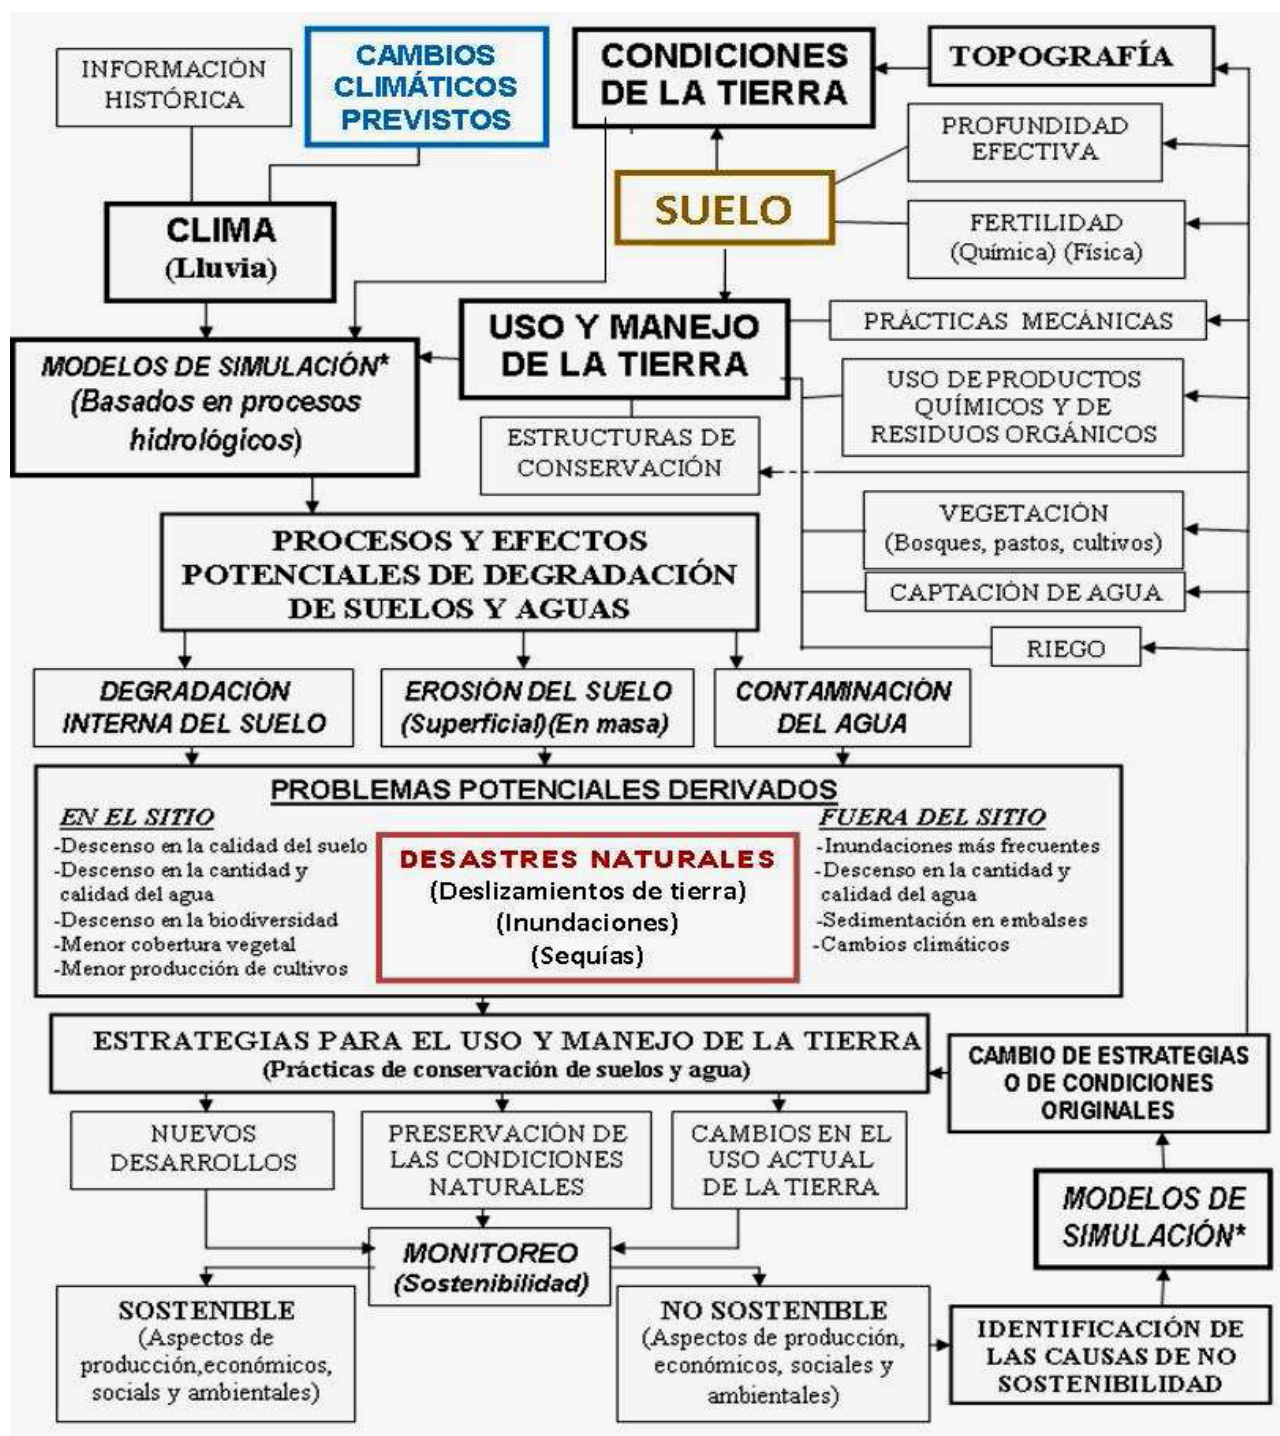 INFORMACIÓN
HISTÓRICA
CAMBIOS
CLIMÁTICOS
PREVISTOS
CONDICIONES
DE LA TIERRA
TOPOGRAFÍA
PROFUNDIDAD
EFECTIVA
SUELO
FERTILIDAD
(Química) (Física)
CLIMA
(Lluvia)
USO Y MANEJO
DE LA TIERRA
PRÁCTICAS MECÁNICAS
MODELOS DE SIMULACIÓN*
(Basados en procesos
hidrológicos)
USO DE PRODUCTOS
QUÍMICOS Y DE
RESIDUOS ORGÁNICOS
ESTRUCTURAS DE
CONSERVACIÓN
VEGETACIÓN
(Bosques, pastos, cultivos)
CAPTACIÓN DE AGUA
RIEGO
PROCESOS Y EFECTOS
POTENCIALES DE DEGRADACIÓN
DE SUELOS Y AGUAS
DEGRADACIÓN
INTERNA DEL SUELO
EROSIÓN DEL SUELO
(Superficial)(En masa)
CONTAMINACIÓN
DEL AGUA
PROBLEMAS POTENCIALES DERIVADOS
EN EL SITIO
-Descenso en la calidad del suelo
-Descenso en la cantidad y
calidad del agua
-Descenso en la biodiversidad
-Menor cobertura vegetal
-Menor producción de cultivos
DESASTRES NATURALES
(Deslizamientos de tierra)
(Inundaciones)
(Sequías)
FUERA DEL SITIO
-Inundaciones más frecuentes
-Descenso en la cantidad y
calidad del agua
-Sedimentación en embalses
-Cambios climáticos
ESTRATEGIAS PARA EL USO Y MANEJO DE LA TIERRA
(Prácticas de conservación de suelos y agua)
CAMBIO DE ESTRATEGIAS
O DE CONDICIONES
ORIGINALES
NUEVOS
DESARROLLOS
PRESERVACIÓN DE
LAS CONDICIONES
NATURALES
CAMBIOS EN EL
USO ACTUAL
DE LA TIERRA
MODELOS DE
SIMULACIÓN*
MONITOREO
(Sostenibilidad)
SOSTENIBLE
(Aspectos de
producción,económicos,
socials y ambientales)
NO SOSTENIBLE
(Aspectos de producción,
económicos, sociales y
ambientales)
IDENTIFICACIÓN DE
LAS CAUSAS DE NO
SOSTENIBILIDAD